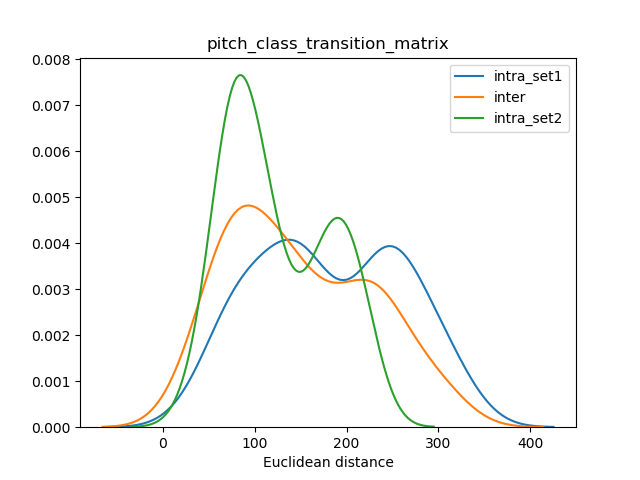 pitch_class_transition_matrix
0.008
0.007
0.006
0.005
0.004
0.003
0.002
0.001
0.000
intra_set1
inter
intra_set2
0 100 200 300 400
Euclidean distance